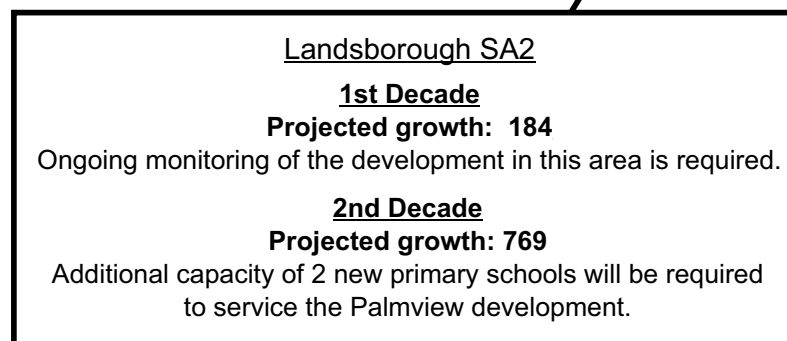 Landsborough SA2
1st Decade
Projected growth:  184
Ongoing monitoring of the development in this area is required.
2nd Decade
Projected growth: 769
Additional capacity of 2 new primary schools will be required
to service the Palmview development.